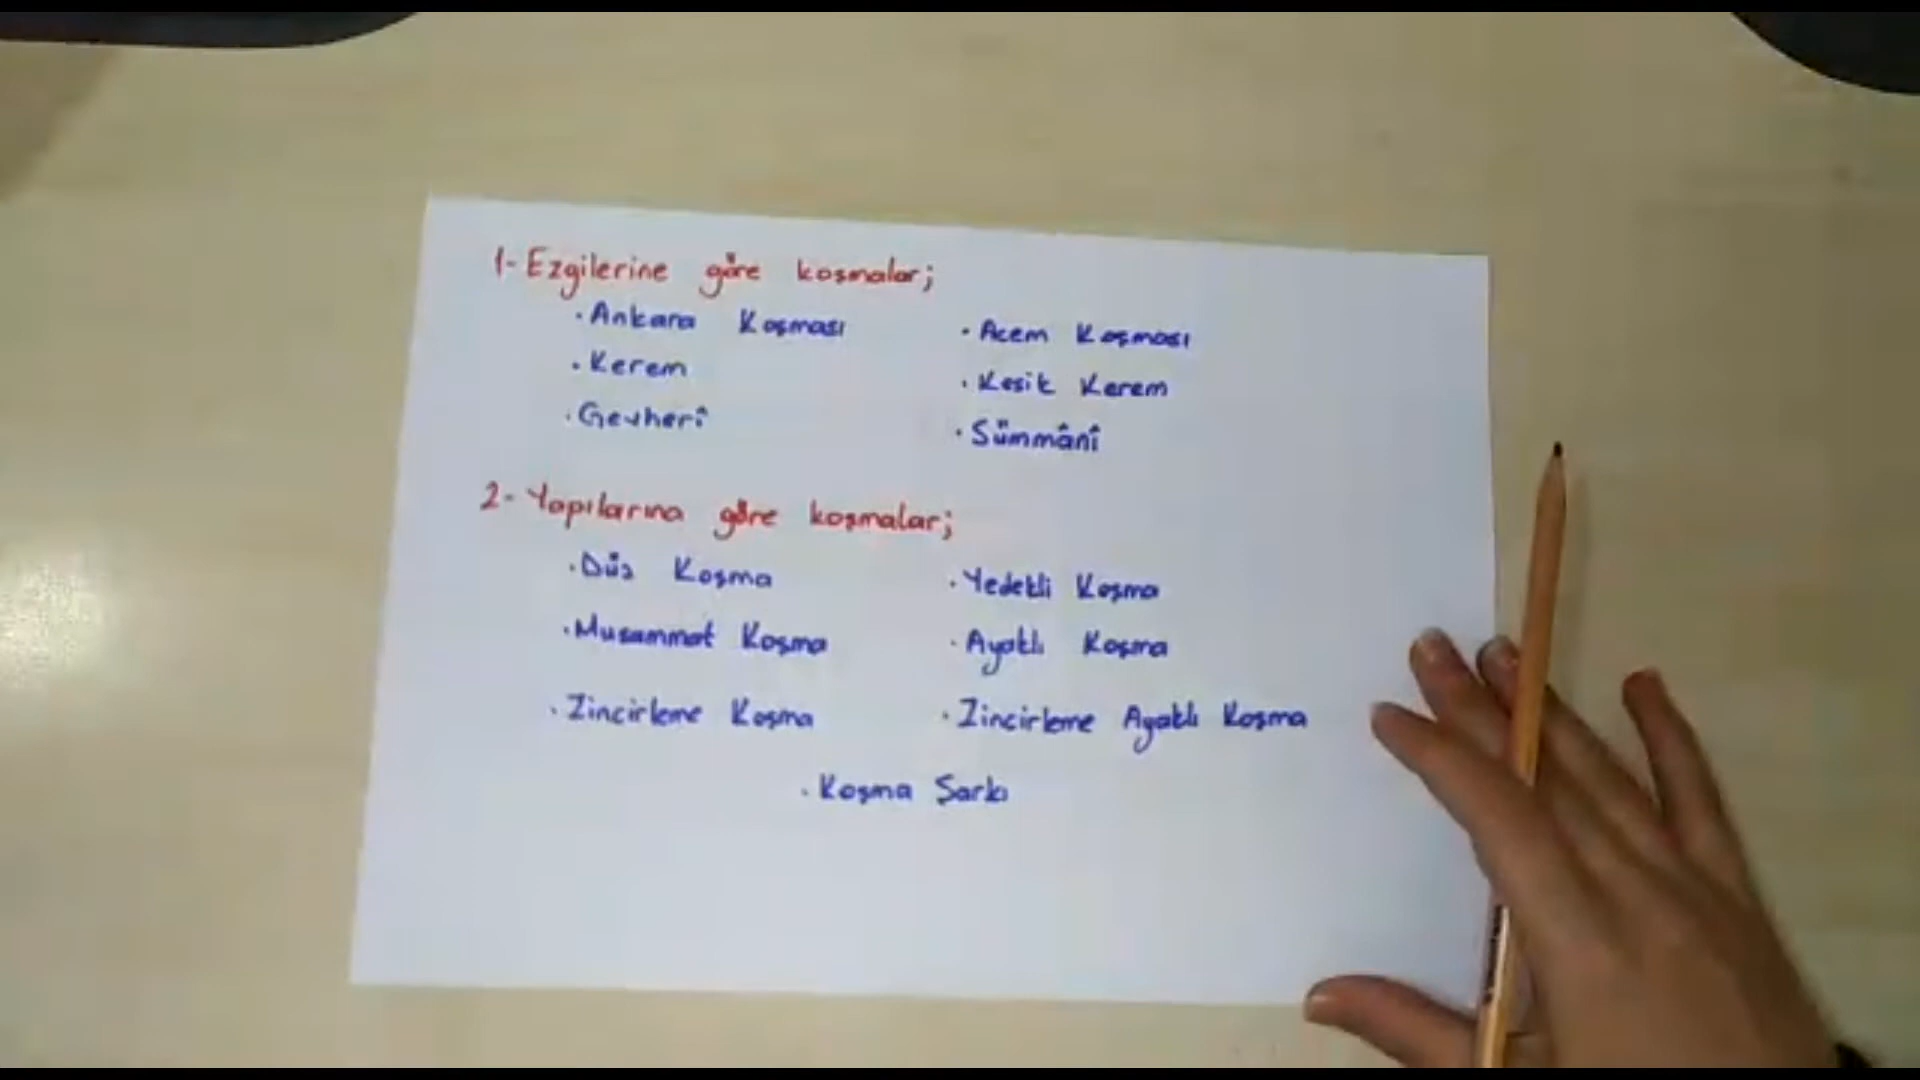 1- Ezgilerine göre koşmalar;
· Ankara Koşması · Acem Koşması
· Kerem · Kesik Kerem
· Gevherî · Sümmânî
2- Yapılarına göre koşmalar;
· Düz Koşma · Yedekli Koşma
· Musammat Koşma · Ayaklı Koşma
· Zincirleme Koşma · Zincirleme Ayaklı Koşma
· Koşma Şarkı